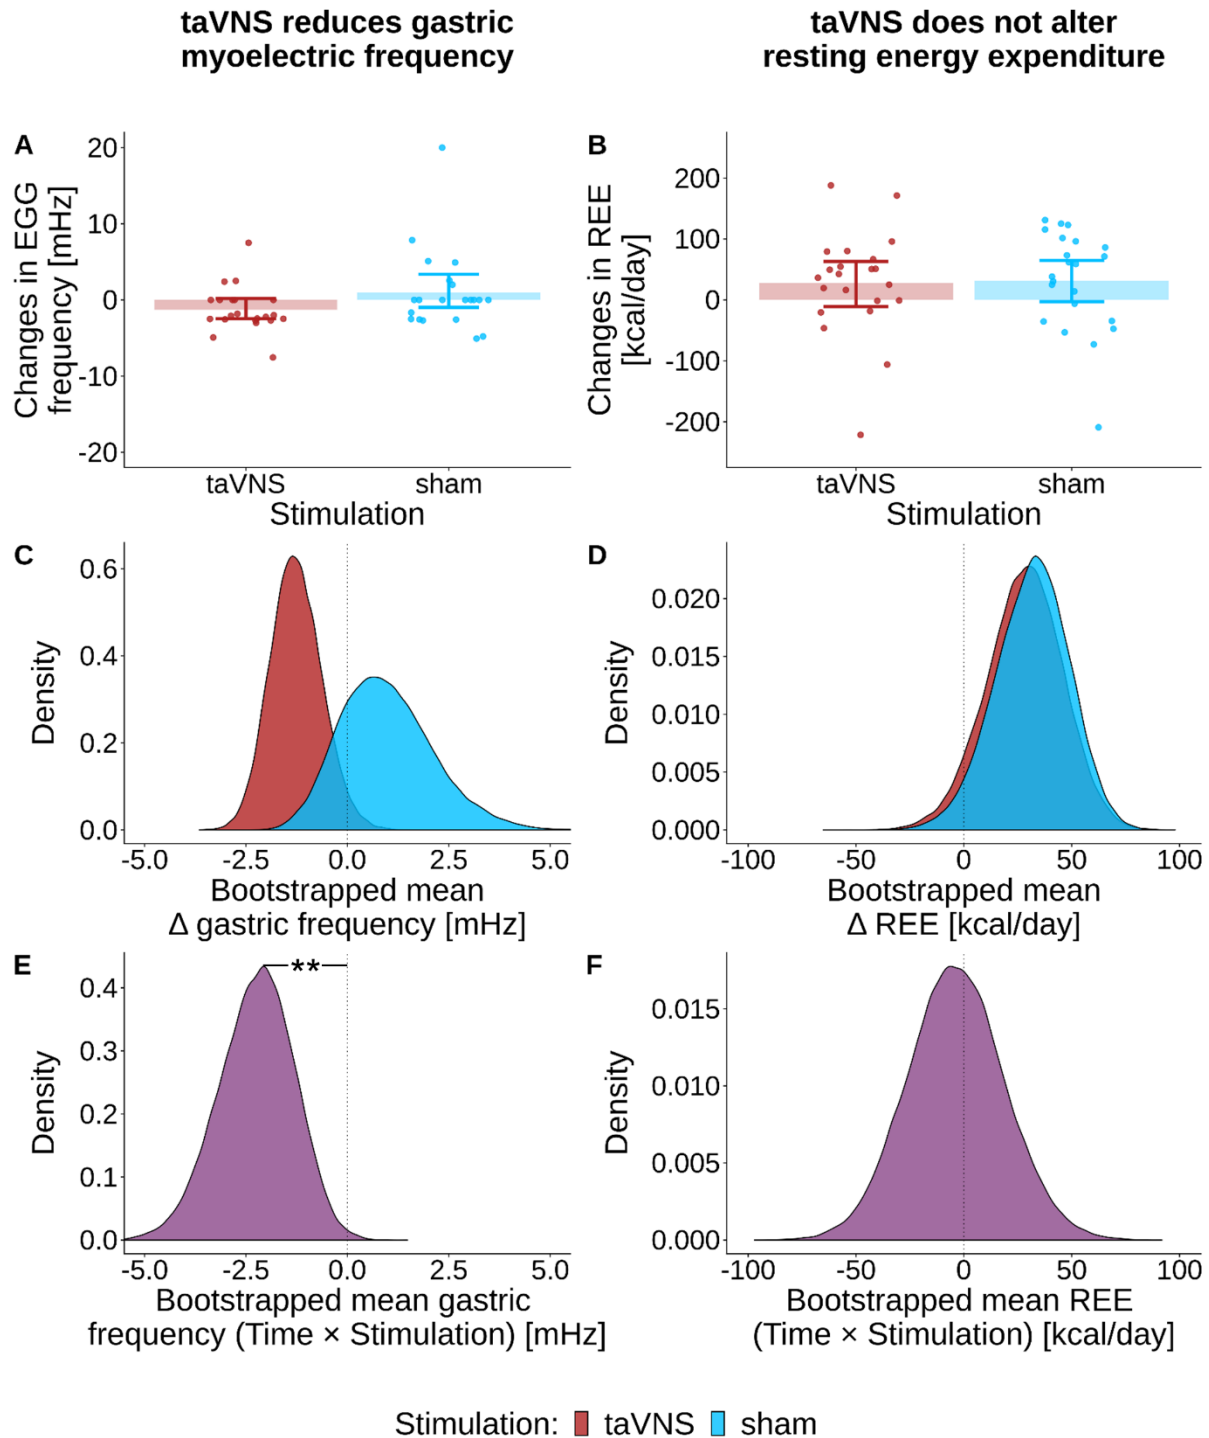 taVNS reduces gastric
myoelectric frequency
taVNS does not alter
resting energy expenditure
A
Changes in EGG
frequency [mHz]
20
10
0
-10
-20
taVNS
sham
Stimulation
B
Changes in REE
[kcal/day]
200
100
0
-100
-200
taVNS
sham
Stimulation
C
Density
0.6
0.4
0.2
0.0
-5.0
-2.5
0.0
2.5
5.0
Bootstrapped mean
Δ gastric frequency [mHz]
D
Density
0.020
0.015
0.010
0.005
0.000
-100
-50
0
50
100
Bootstrapped mean
Δ REE [kcal/day]
E
**
Density
0.4
0.3
0.2
0.1
0.0
-5.0
-2.5
0.0
2.5
5.0
Bootstrapped mean gastric
frequency (Time × Stimulation) [mHz]
F
Density
0.015
0.010
0.005
0.000
-100
-50
0
50
100
Bootstrapped mean REE
(Time × Stimulation) [kcal/day]
Stimulation: taVNS sham